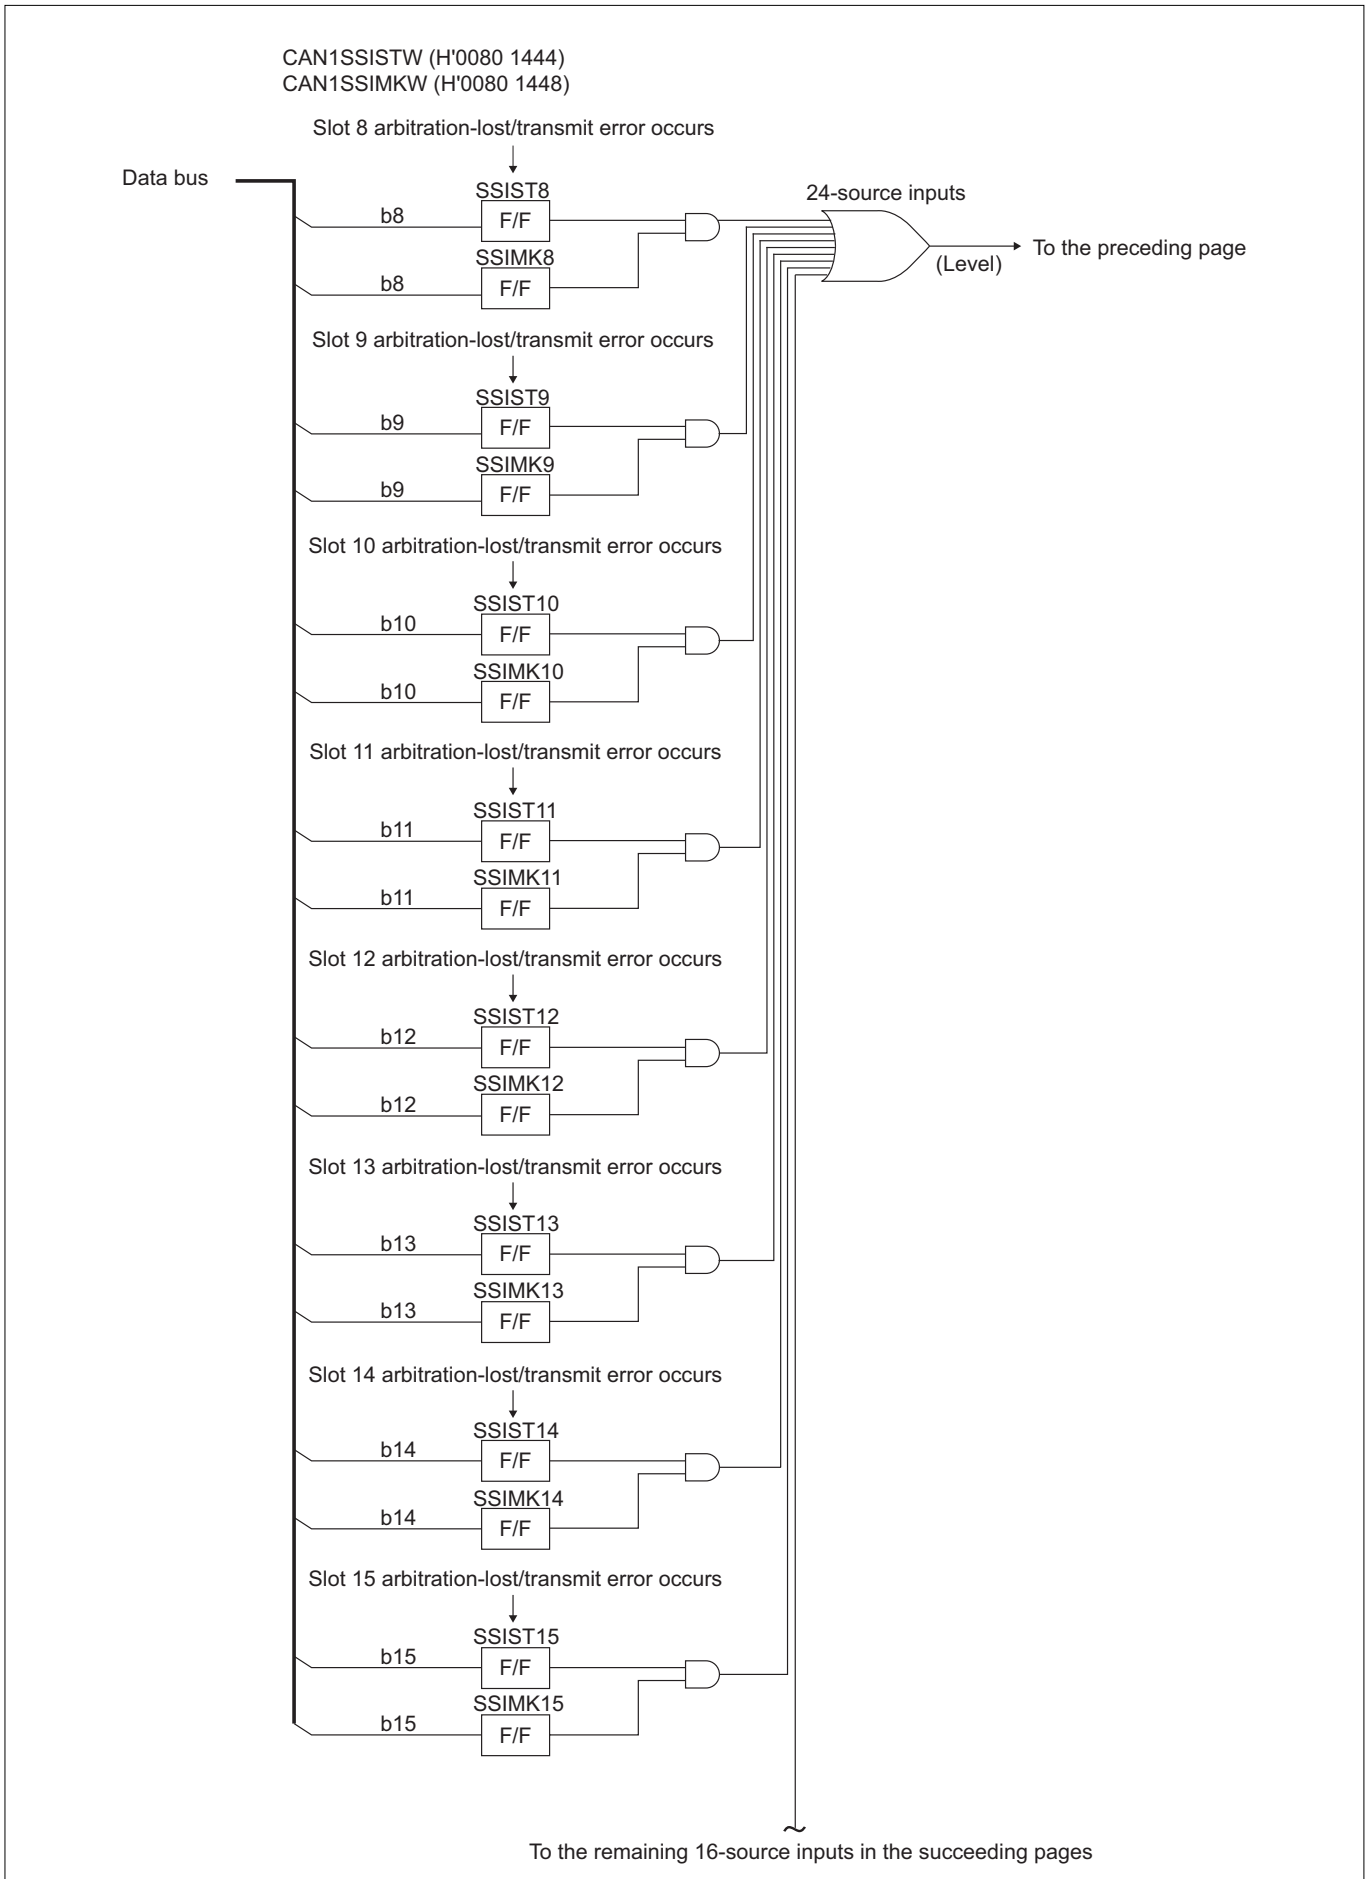 CAN1SSISTW (H'0080 1444)
CAN1SSIMKW (H'0080 1448)
Slot 8 arbitration-lost/transmit error occurs
Data bus
SSIST8
24-source inputs
b8
F/F
To the preceding page
(Level)
SSIMK8
b8
F/F
Slot 9 arbitration-lost/transmit error occurs
SSIST9
b9
F/F
SSIMK9
b9
F/F
Slot 10 arbitration-lost/transmit error occurs
SSIST10
b10
F/F
SSIMK10
b10
F/F
Slot 11 arbitration-lost/transmit error occurs
SSIST11
b11
F/F
SSIMK11
b11
F/F
Slot 12 arbitration-lost/transmit error occurs
SSIST12
b12
F/F
SSIMK12
b12
F/F
Slot 13 arbitration-lost/transmit error occurs
SSIST13
b13
F/F
SSIMK13
b13
F/F
Slot 14 arbitration-lost/transmit error occurs
SSIST14
b14
F/F
SSIMK14
b14
F/F
Slot 15 arbitration-lost/transmit error occurs
SSIST15
b15
F/F
SSIMK15
b15
F/F
To the remaining 16-source inputs in the succeeding pages